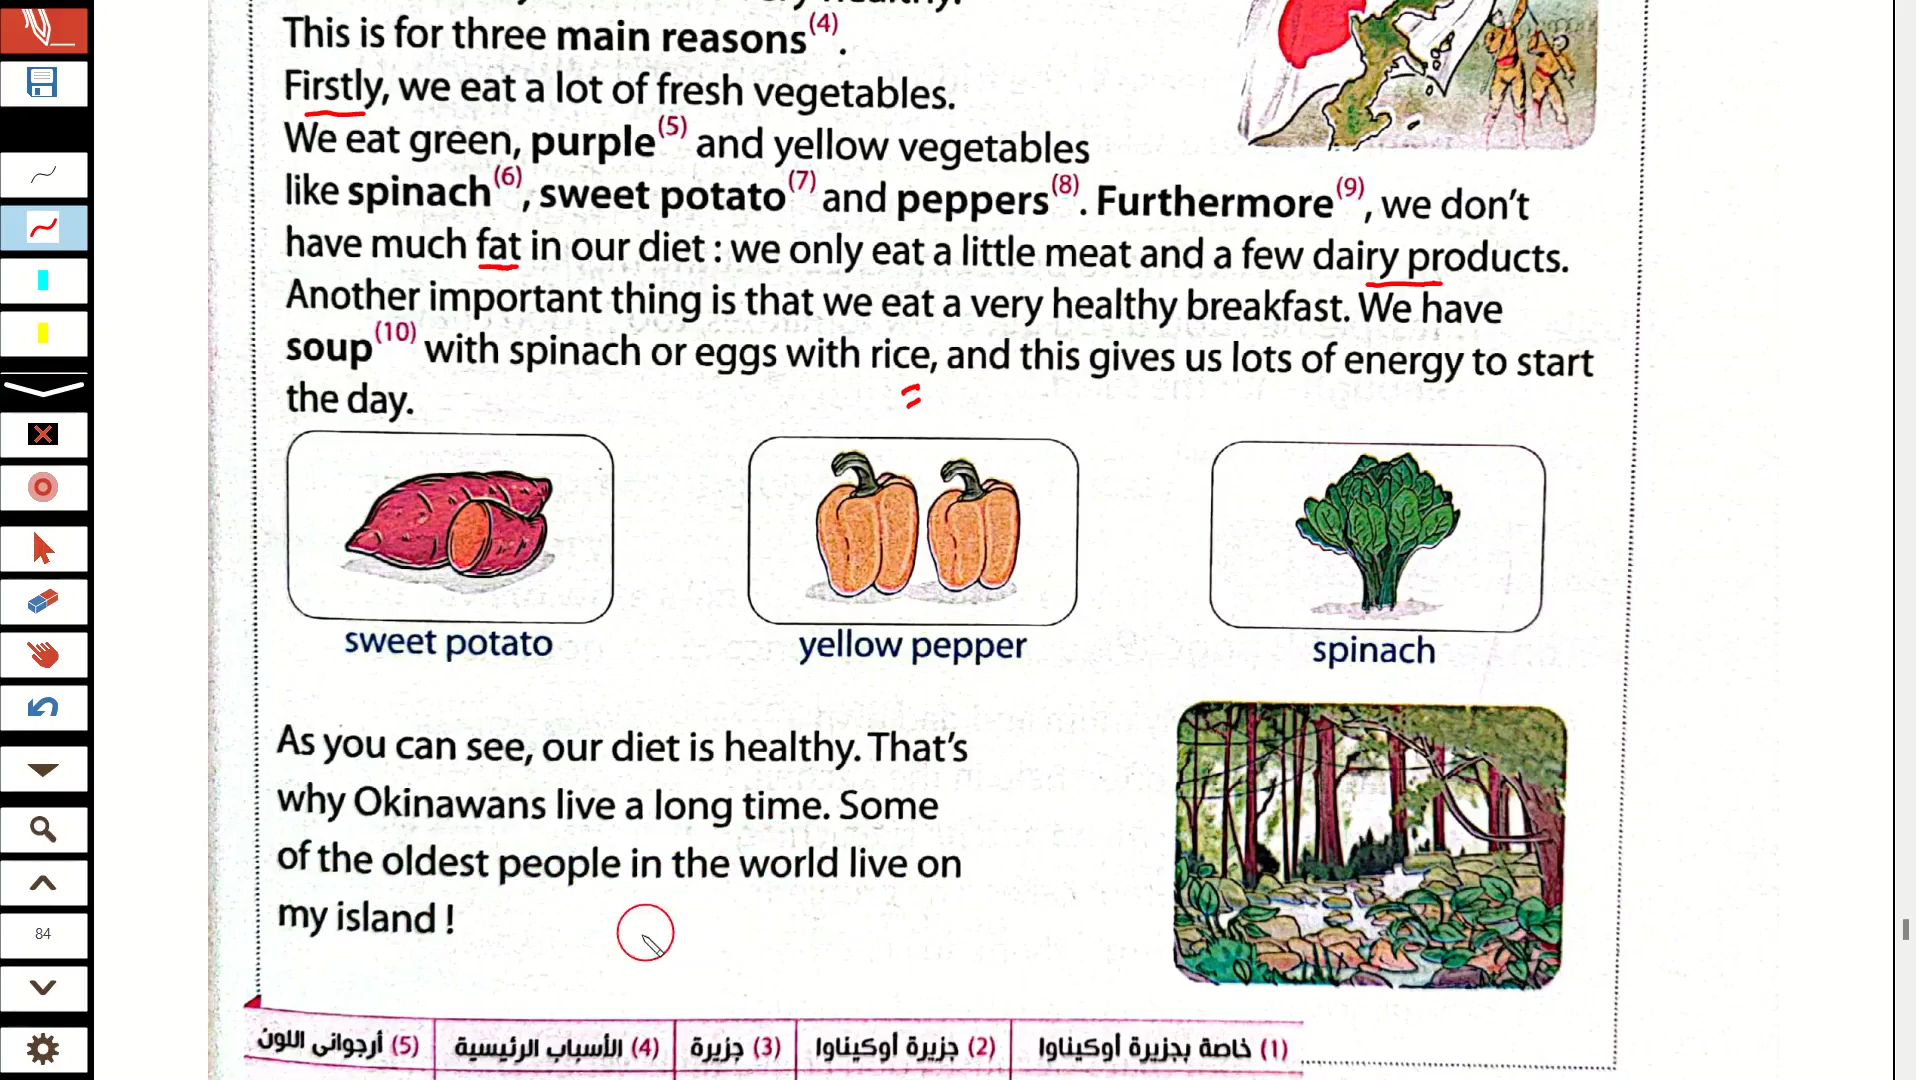 This is for three main reasons(4).
Firstly, we eat a lot of fresh vegetables.
We eat green, purple(5) and yellow vegetables
like spinach(6), sweet potato(7) and peppers(8). Furthermore(9), we don't
have much fat in our diet : we only eat a little meat and a few dairy products.
Another important thing is that we eat a very healthy breakfast. We have
soup(10) with spinach or eggs with rice, and this gives us lots of energy to start
the day.
sweet potato
yellow pepper
spinach
As you can see, our diet is healthy. That's
why Okinawans live a long time. Some
of the oldest people in the world live on
my island !
(1) خاصة بجزيرة أوكيناوا
(2) جزيرة أوكيناوا
(3) جزيرة
(4) الأسباب الرئيسية
(5) أرجوانى اللون
84